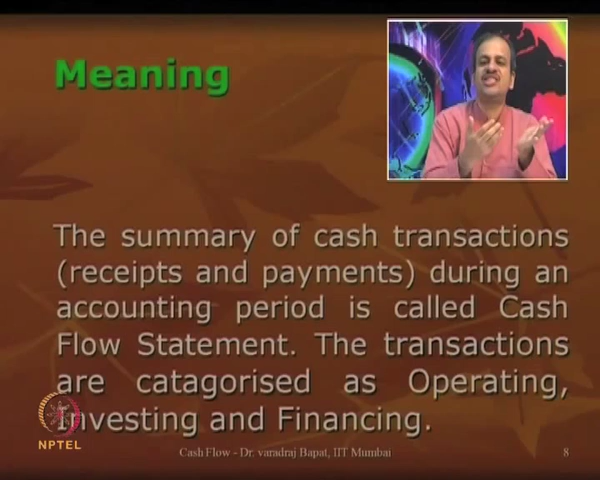 Meaning
The summary of cash transactions
(receipts and payments) during an
accounting period is called Cash
Flow Statement. The transactions
are catagorised as Operating,
Investing and Financing.
NPTEL
Cash Flow - Dr. varadraj Bapat, IIT Mumbai
8